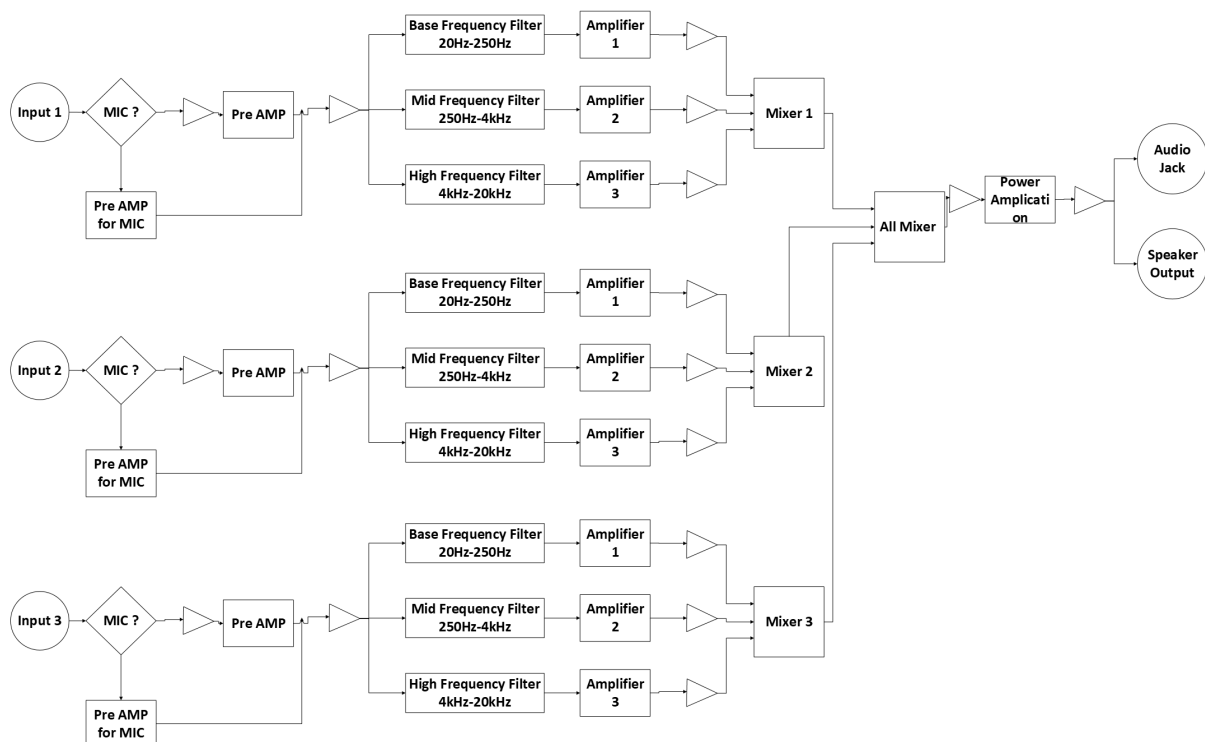 Input 1
MIC ?
Pre AMP
Pre AMP
for MIC
Base Frequency Filter
20Hz-250Hz
Amplifier
1
Mid Frequency Filter
250Hz-4kHz
Amplifier
2
High Frequency Filter
4kHz-20kHz
Amplifier
3
Mixer 1
Input 2
MIC ?
Pre AMP
Pre AMP
for MIC
Base Frequency Filter
20Hz-250Hz
Amplifier
1
Mid Frequency Filter
250Hz-4kHz
Amplifier
2
High Frequency Filter
4kHz-20kHz
Amplifier
3
Mixer 2
Input 3
MIC ?
Pre AMP
Pre AMP
for MIC
Base Frequency Filter
20Hz-250Hz
Amplifier
1
Mid Frequency Filter
250Hz-4kHz
Amplifier
2
High Frequency Filter
4kHz-20kHz
Amplifier
3
Mixer 3
All Mixer
Power
Amplicati
on
Audio
Jack
Speaker
Output